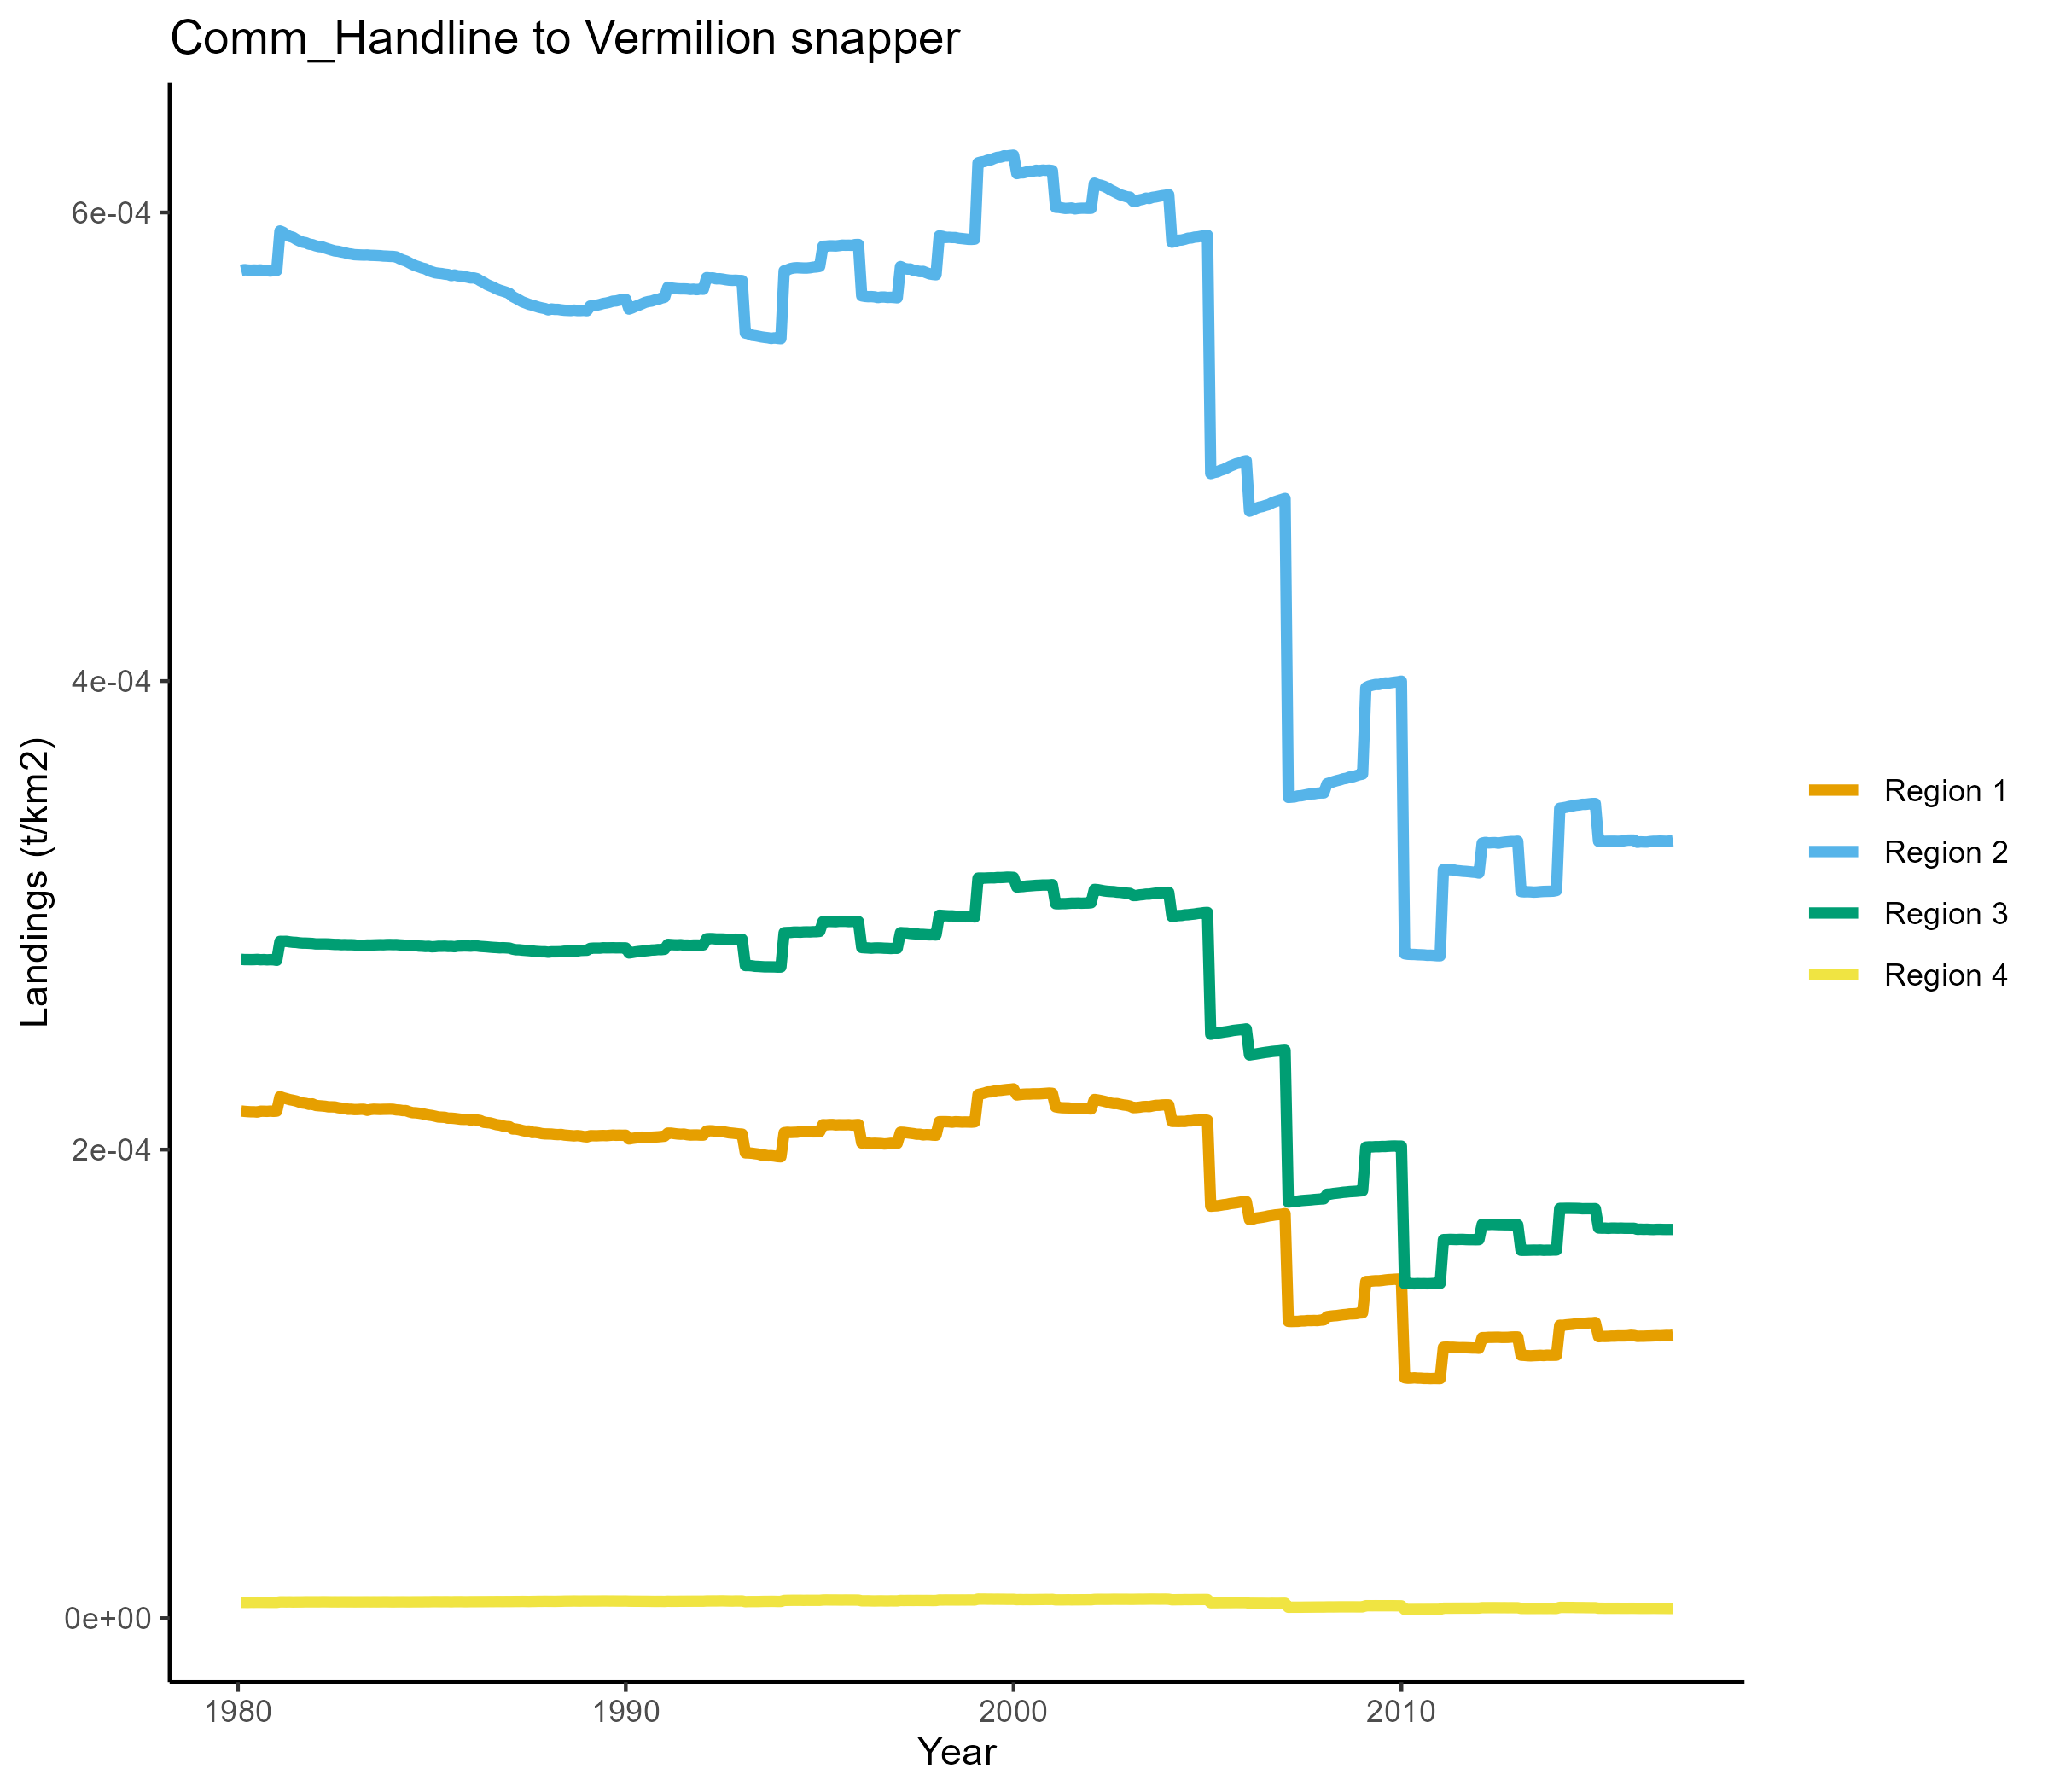 Comm_Handline to Vermilion snapper
6e-04
4e-04
2e-04
0e+00
Landings (t/km2)
1980
1990
2000
2010
Year
Region 1
Region 2
Region 3
Region 4